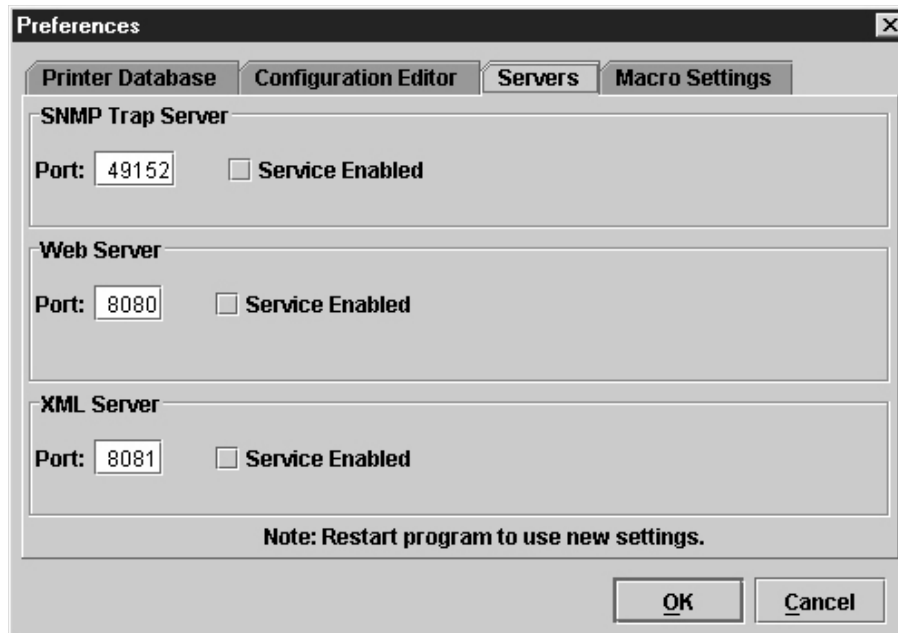 Preferences
Printer Database Configuration Editor Servers Macro Settings
SNMP Trap Server
Port: 49152 Service Enabled
Web Server
Port: 8080 Service Enabled
XML Server
Port: 8081 Service Enabled
Note: Restart program to use new settings.
OK Cancel